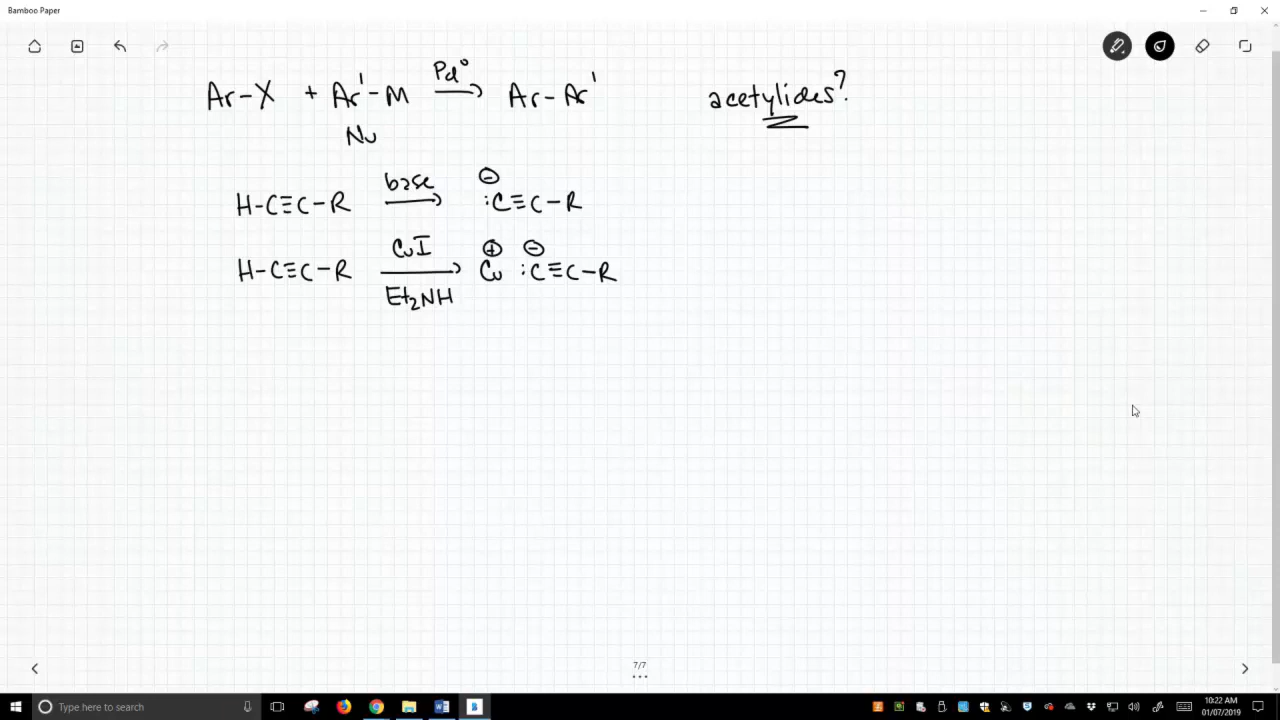 Bamboo Paper
Pd⁰
Ar-X + Ar'-M → Ar-Ar' acetylides?
Nu
base ⊖
H-C≡C-R → :C≡C-R
CuI ⊕ ⊖
H-C≡C-R → Cu :C≡C-R
Et₂NH
7/7
Type here to search
10:22 AM
01/07/2019